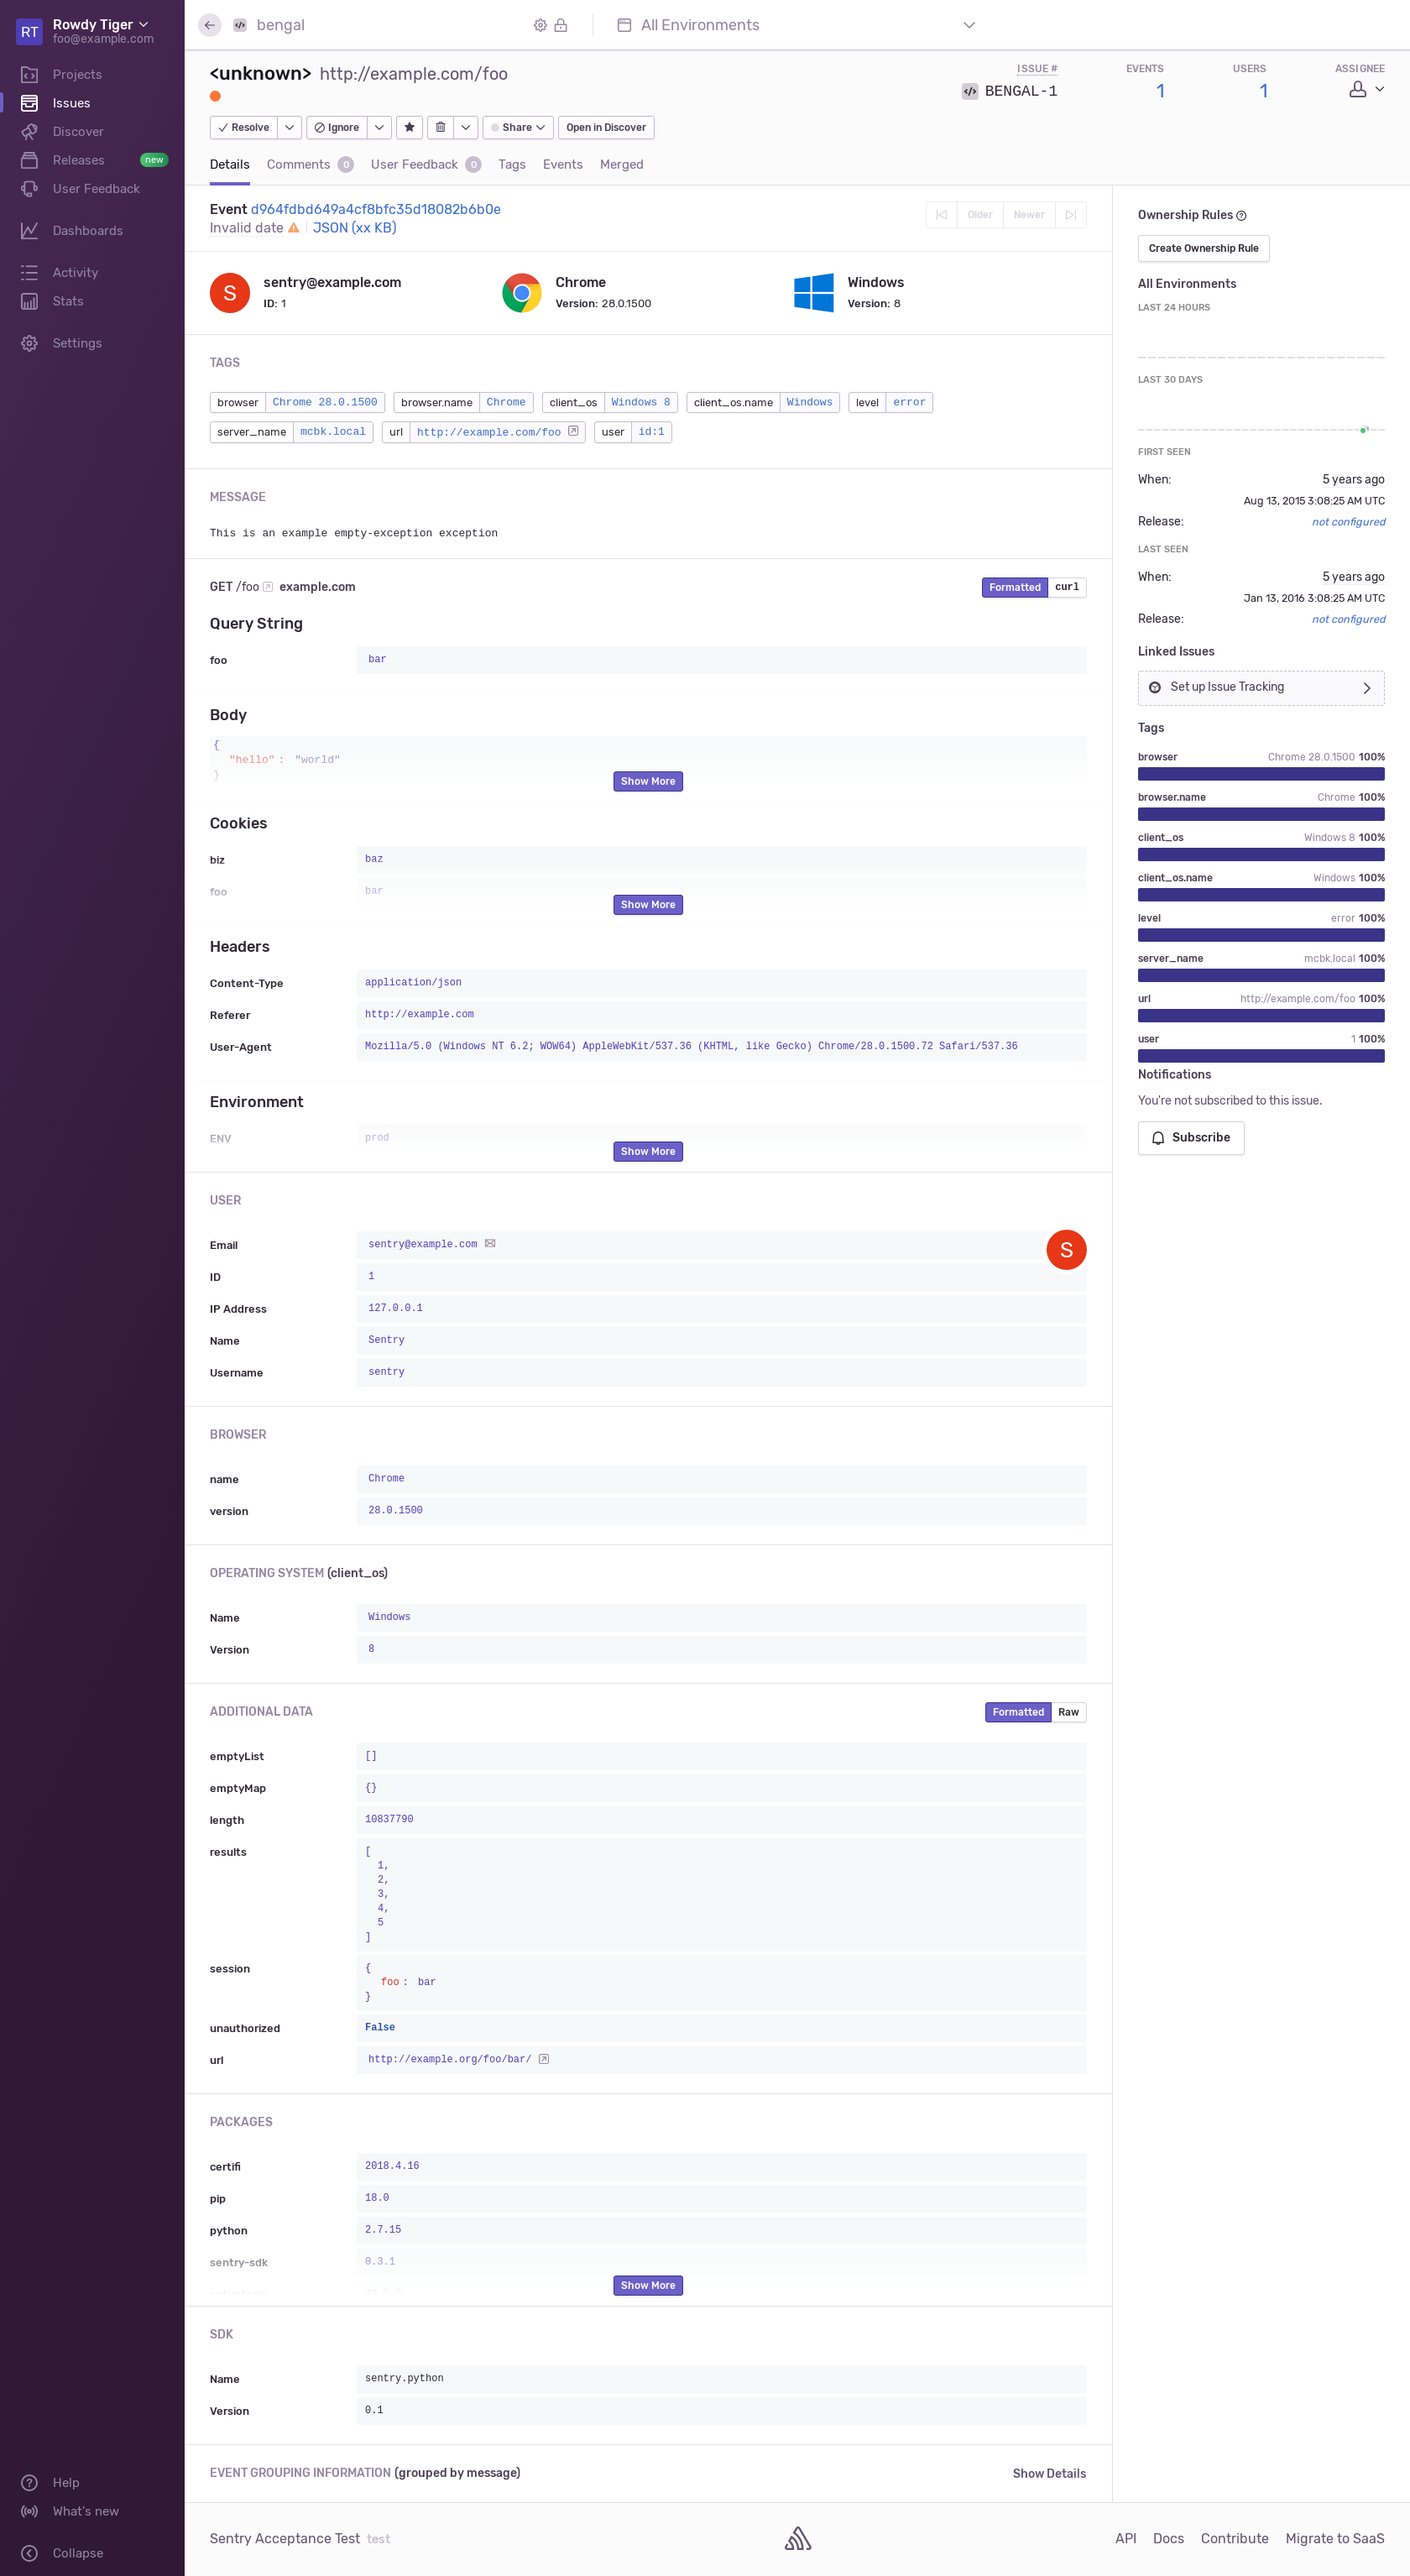 RT Rowdy Tiger
foo@example.com
Projects
Issues
Discover
Releases new
User Feedback
Dashboards
Activity
Stats
Settings
Help
What's new
Collapse
bengal
All Environments
<unknown> http://example.com/foo
ISSUE # EVENTS USERS ASSIGNEE
BENGAL-1 1 1
Resolve Ignore Share Open in Discover
Details Comments 0 User Feedback 0 Tags Events Merged
Event d964fdbd649a4cf8bfc35d18082b6b0e
Invalid date JSON (xx KB)
Older Newer
S sentry@example.com
ID: 1
Chrome
Version: 28.0.1500
Windows
Version: 8
TAGS
browser Chrome 28.0.1500 browser.name Chrome client_os Windows 8 client_os.name Windows level error
server_name mcbk.local url http://example.com/foo user id:1
MESSAGE
This is an example empty-exception exception
GET /foo example.com Formatted curl
Query String
foo bar
Body
{
"hello": "world"
}
Show More
Cookies
biz baz
foo bar
Show More
Headers
Content-Type application/json
Referer http://example.com
User-Agent Mozilla/5.0 (Windows NT 6.2; WOW64) AppleWebKit/537.36 (KHTML, like Gecko) Chrome/28.0.1500.72 Safari/537.36
Environment
ENV prod
Show More
USER
Email sentry@example.com S
ID 1
IP Address 127.0.0.1
Name Sentry
Username sentry
BROWSER
name Chrome
version 28.0.1500
OPERATING SYSTEM (client_os)
Name Windows
Version 8
ADDITIONAL DATA Formatted Raw
emptyList []
emptyMap {}
length 10837790
results [
1,
2,
3,
4,
5
]
session {
foo: bar
}
unauthorized False
url http://example.org/foo/bar/
PACKAGES
certifi 2018.4.16
pip 18.0
python 2.7.15
sentry-sdk 0.3.1
Show More
SDK
Name sentry.python
Version 0.1
EVENT GROUPING INFORMATION (grouped by message) Show Details
Ownership Rules
Create Ownership Rule
All Environments
LAST 24 HOURS
LAST 30 DAYS
FIRST SEEN
When: 5 years ago
Aug 13, 2015 3:08:25 AM UTC
Release: not configured
LAST SEEN
When: 5 years ago
Jan 13, 2016 3:08:25 AM UTC
Release: not configured
Linked Issues
Set up Issue Tracking
Tags
browser Chrome 28.0.1500 100%
browser.name Chrome 100%
client_os Windows 8 100%
client_os.name Windows 100%
level error 100%
server_name mcbk.local 100%
url http://example.com/foo 100%
user 1 100%
Notifications
You're not subscribed to this issue.
Subscribe
Sentry Acceptance Test test
API Docs Contribute Migrate to SaaS